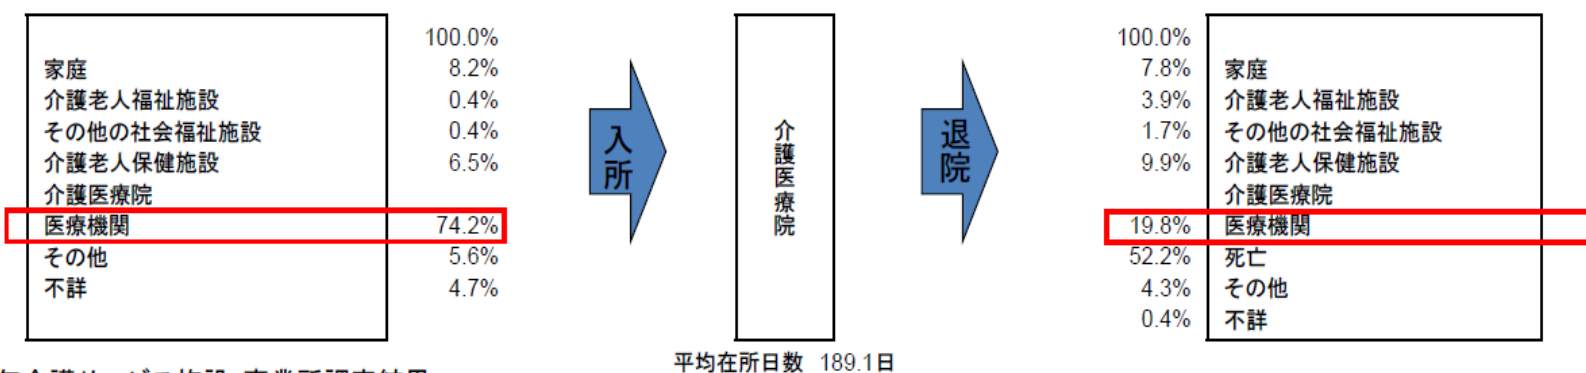 100.0%
家庭 8.2%
介護老人福祉施設 0.4%
その他の社会福祉施設 0.4%
介護老人保健施設 6.5%
介護医療院
医療機関 74.2%
その他 5.6%
不詳 4.7%
入所
介護医療院
平均在所日数 189.1日
退院
100.0%
7.8% 家庭
3.9% 介護老人福祉施設
1.7% その他の社会福祉施設
9.9% 介護老人保健施設
介護医療院
19.8% 医療機関
52.2% 死亡
4.3% その他
0.4% 不詳